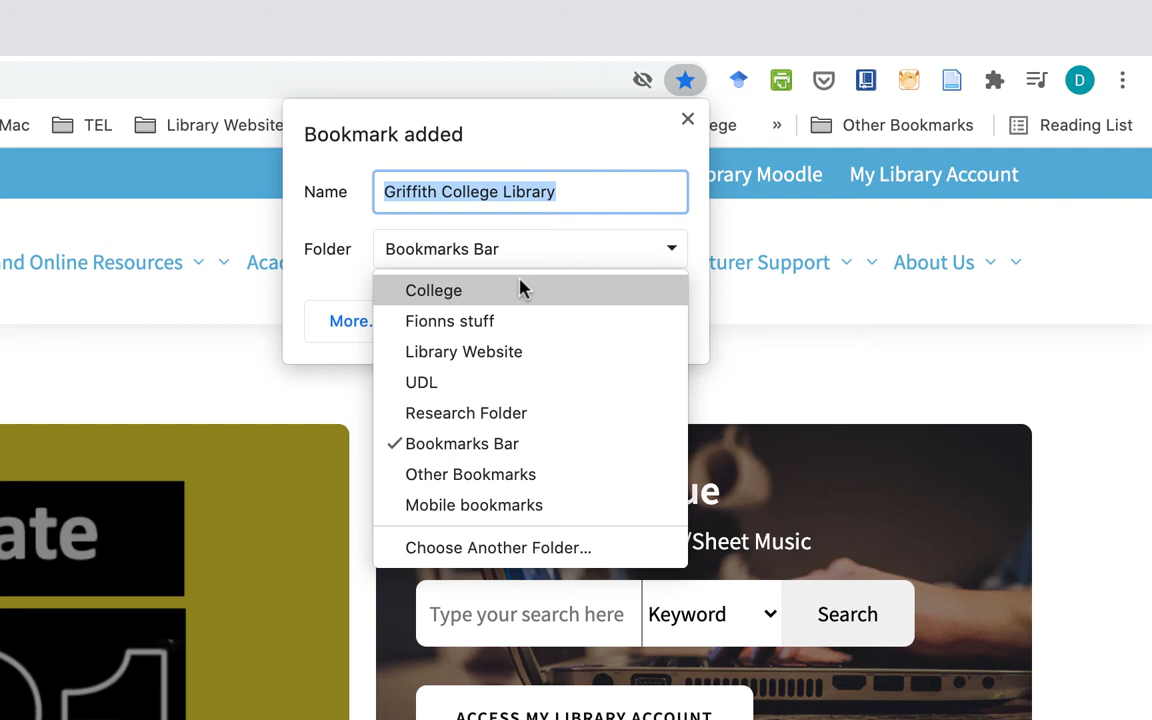 D
Mac TEL Library Website ege » Other Bookmarks Reading List
Bookmark added
brary Moodle My Library Account
Name Griffith College Library
Folder Bookmarks Bar
nd Online Resources Aca turer Support About Us
College
More.
Fionns stuff
Library Website
UDL
Research Folder
Bookmarks Bar
Other Bookmarks
Mobile bookmarks
Choose Another Folder...
ate
ue
/Sheet Music
Type your search here Keyword Search
ACCESS MY LIBRARY ACCOUNT